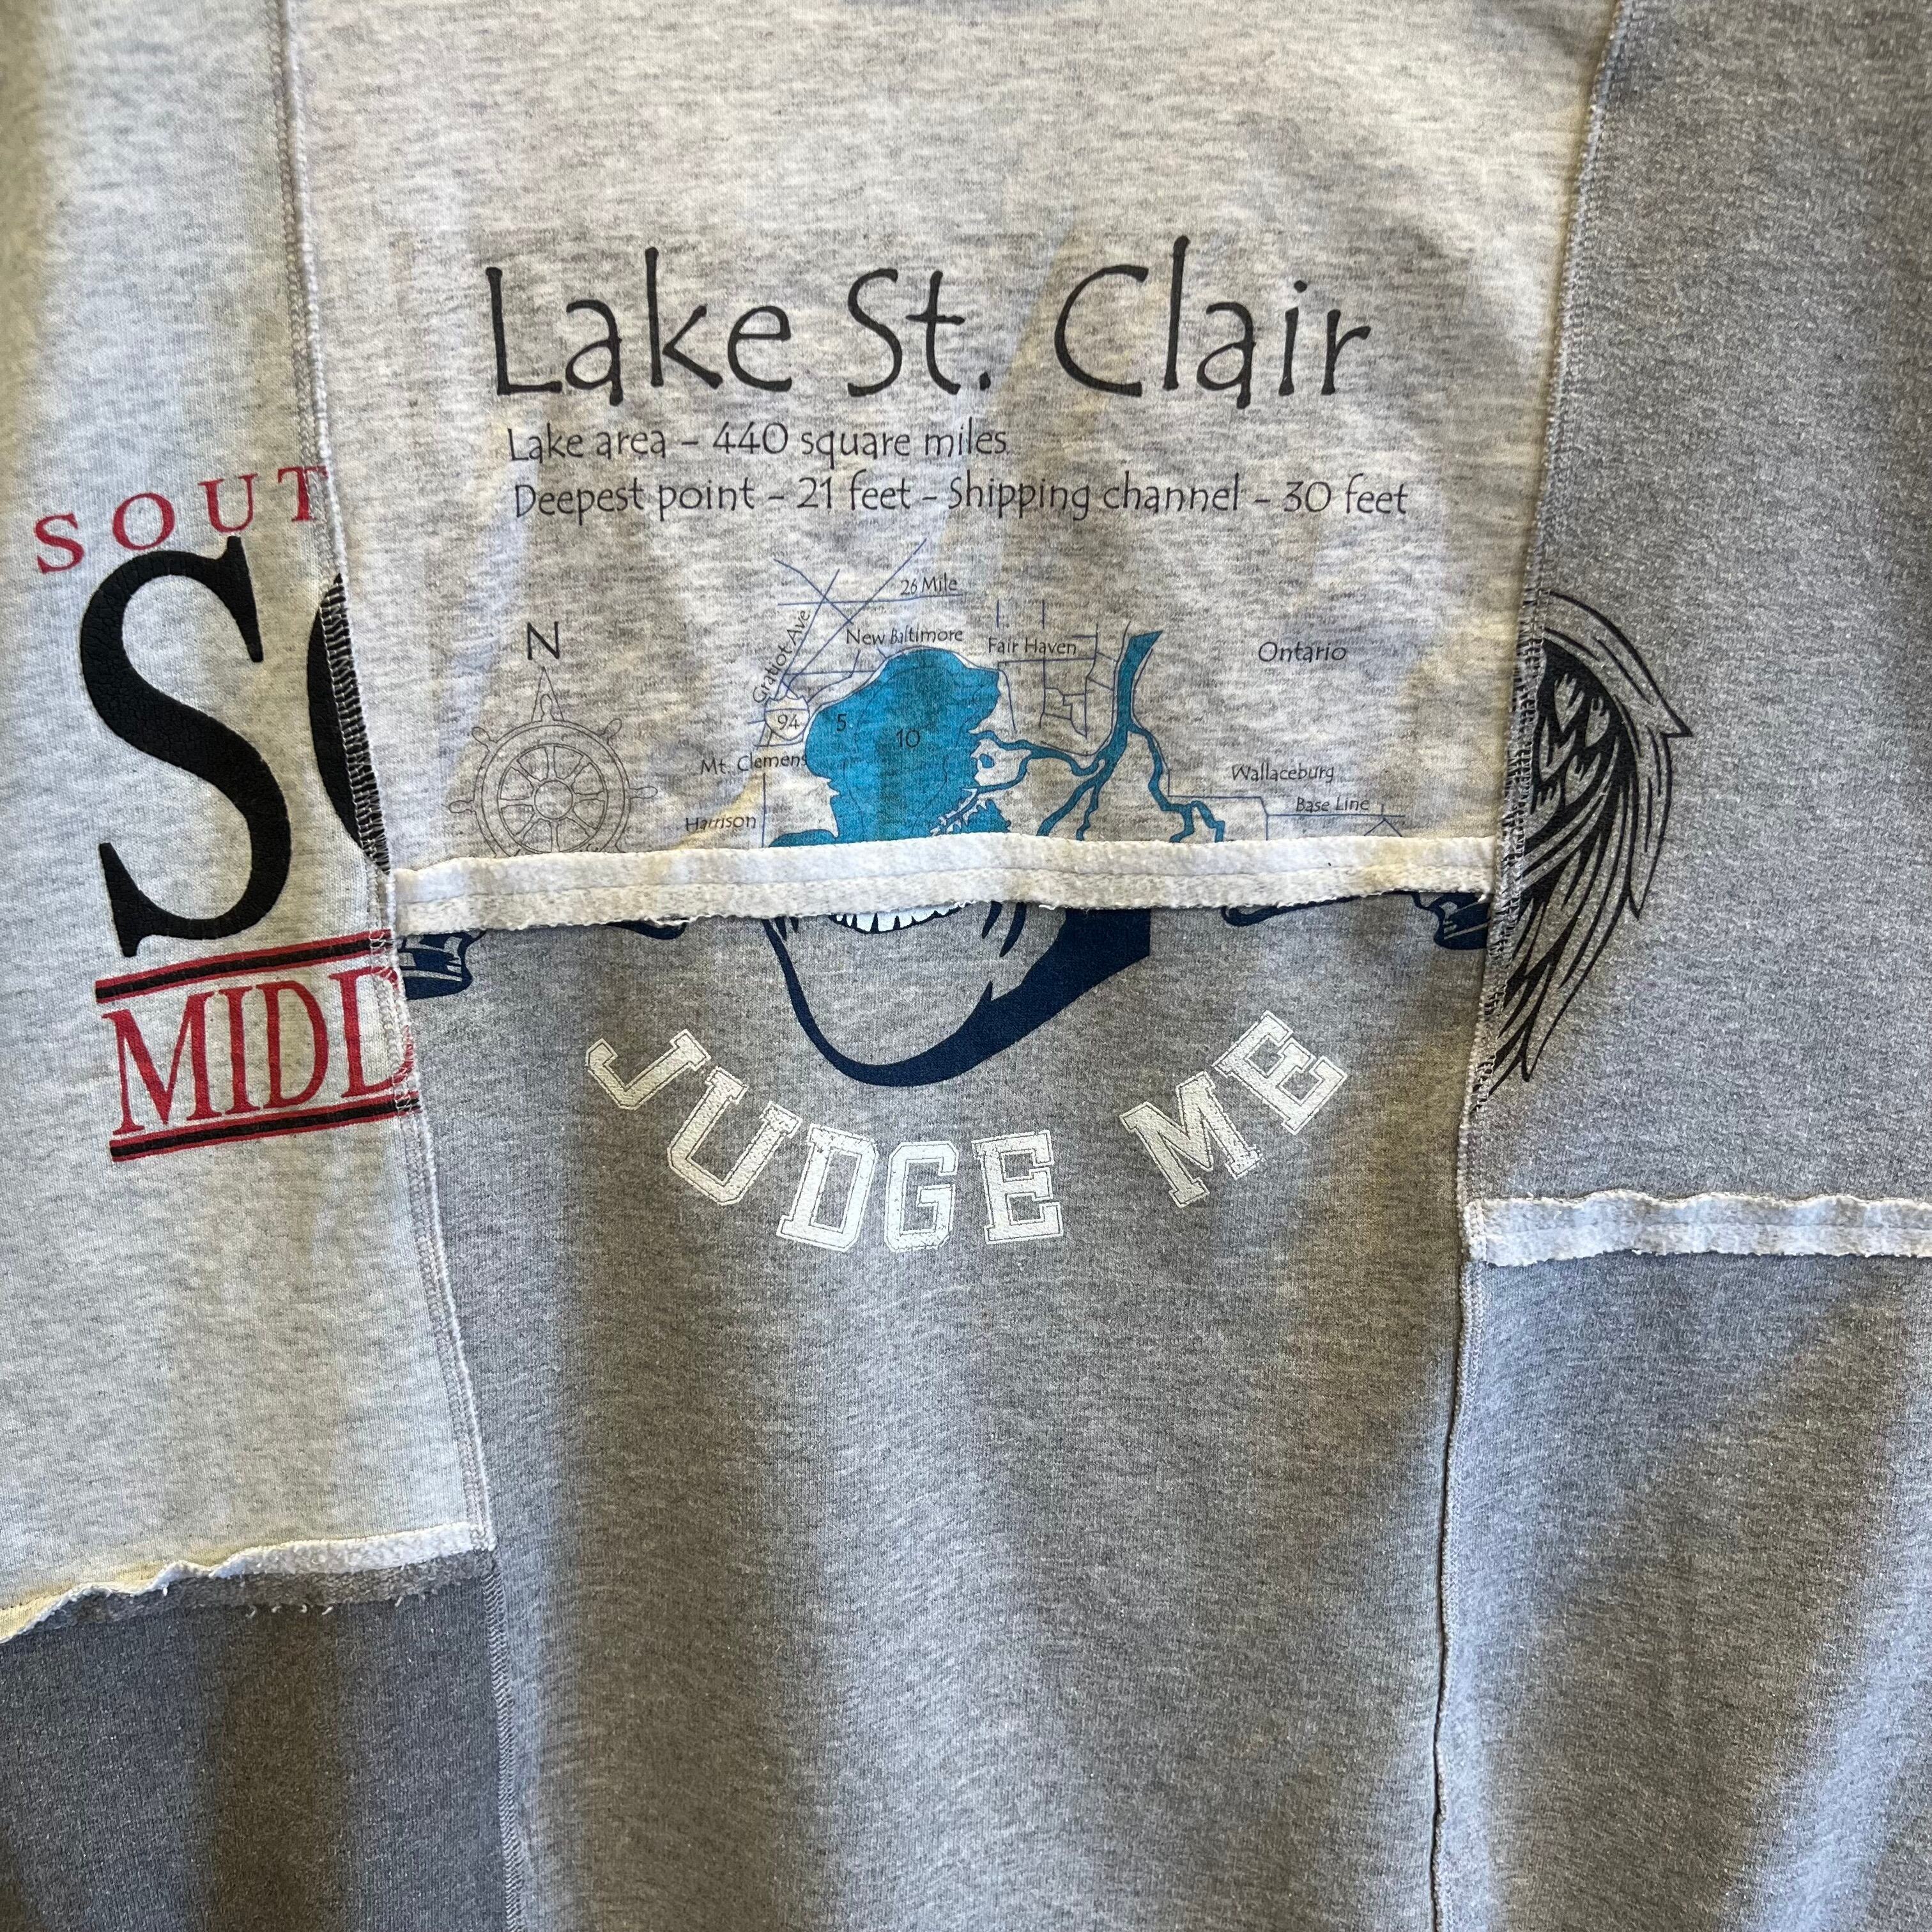 Lake St. Clair
Lake area - 440 square miles
Deepest point - 21 feet - Shipping channel - 30 feet
26 Mile
Gratiot Ave.
New Baltimore
Fair Haven
Ontario
N
94
5
10
Mt. Clemens
Wallaceburg
Harrison
Base Line
SOUT
S
MIDD
JUDGE ME